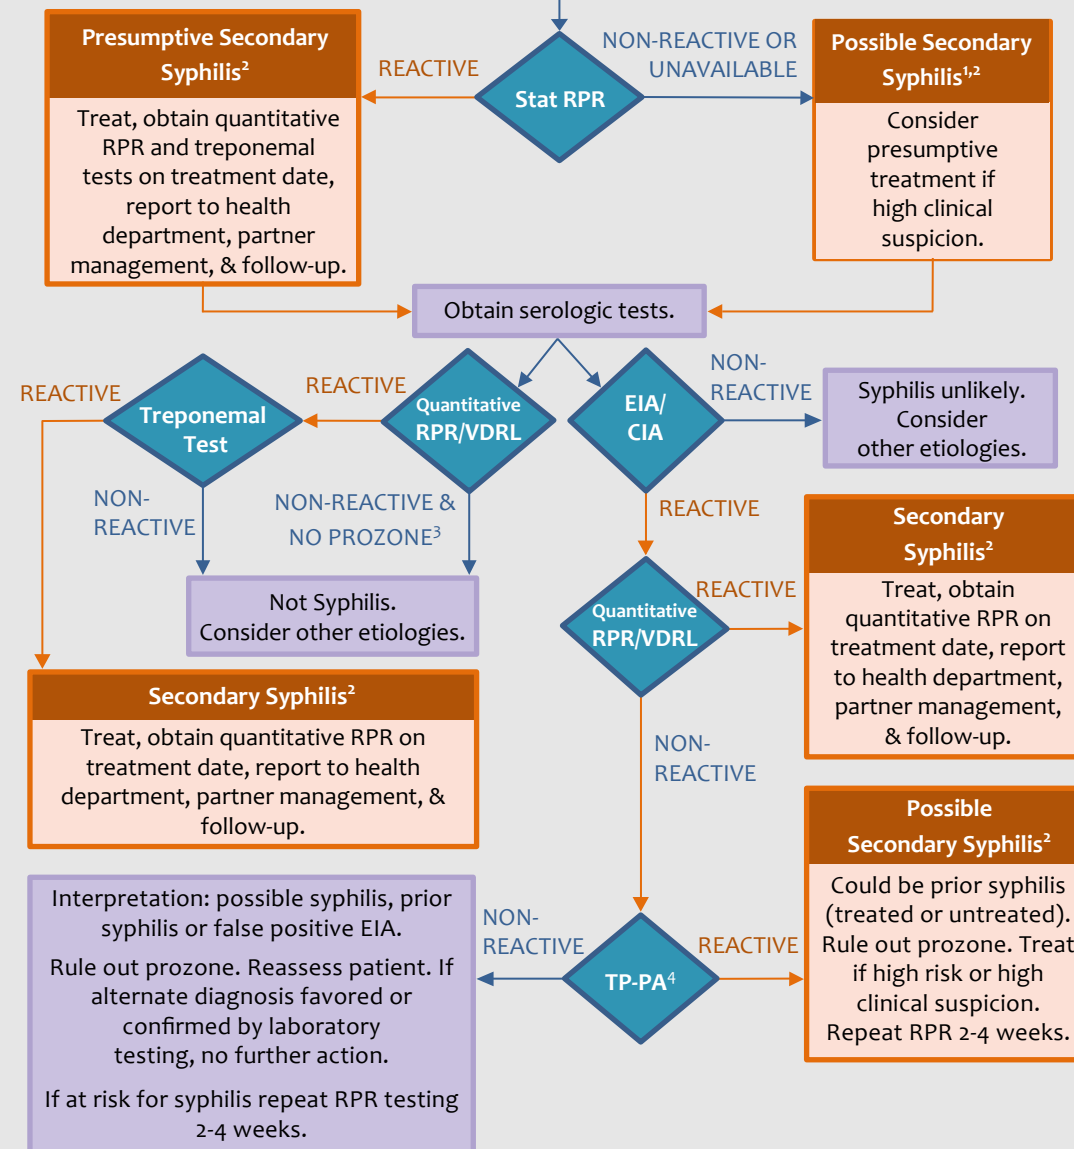 Presumptive Secondary
Syphilis²
Treat, obtain quantitative
RPR and treponemal
tests on treatment date,
report to health
department, partner
management, & follow-up.
REACTIVE
Stat RPR
NON-REACTIVE OR
UNAVAILABLE
Possible Secondary
Syphilis¹,²
Consider
presumptive
treatment if
high clinical
suspicion.
Obtain serologic tests.
REACTIVE
Treponemal
Test
REACTIVE
Quantitative
RPR/VDRL
EIA/
CIA
NON-
REACTIVE
Syphilis unlikely.
Consider
other etiologies.
NON-
REACTIVE
NON-REACTIVE &
NO PROZONE³
REACTIVE
Not Syphilis.
Consider other etiologies.
Quantitative
RPR/VDRL
REACTIVE
Secondary
Syphilis²
Treat, obtain
quantitative RPR on
treatment date, report
to health department,
partner management,
& follow-up.
Secondary Syphilis²
Treat, obtain quantitative RPR on
treatment date, report to health
department, partner management, &
follow-up.
NON-
REACTIVE
Interpretation: possible syphilis, prior
syphilis or false positive EIA.
Rule out prozone. Reassess patient. If
alternate diagnosis favored or
confirmed by laboratory
testing, no further action.
If at risk for syphilis repeat RPR testing
2-4 weeks.
NON-
REACTIVE
TP-PA⁴
REACTIVE
Possible
Secondary Syphilis²
Could be prior syphilis
(treated or untreated).
Rule out prozone. Treat
if high risk or high
clinical suspicion.
Repeat RPR 2-4 weeks.